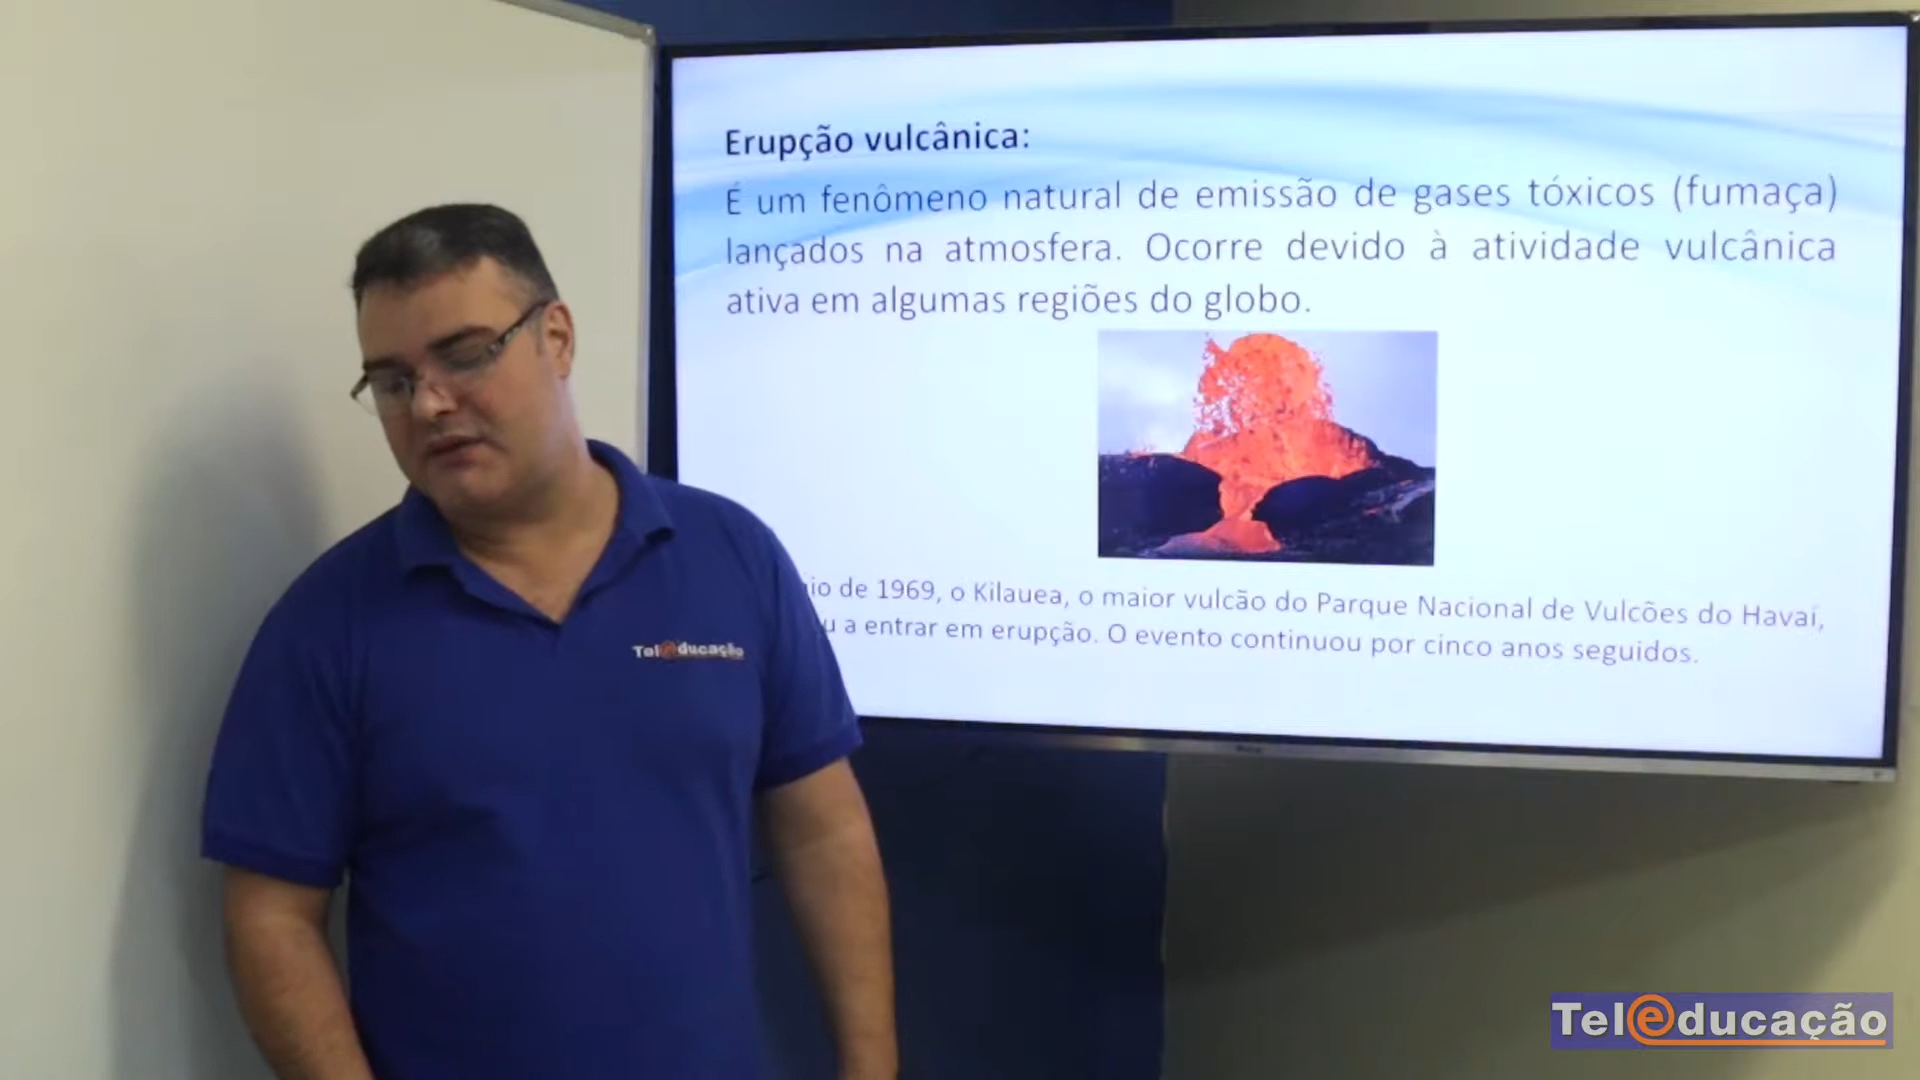 Erupção vulcânica:
É um fenômeno natural de emissão de gases tóxicos (fumaça)
lançados na atmosfera. Ocorre devido à atividade vulcânica
ativa em algumas regiões do globo.
de 1969, o Kilauea, o maior vulcão do Parque Nacional de Vulcões do Havaí,
a entrar em erupção. O evento continuou por cinco anos seguidos.
Teleducação
Teleducação